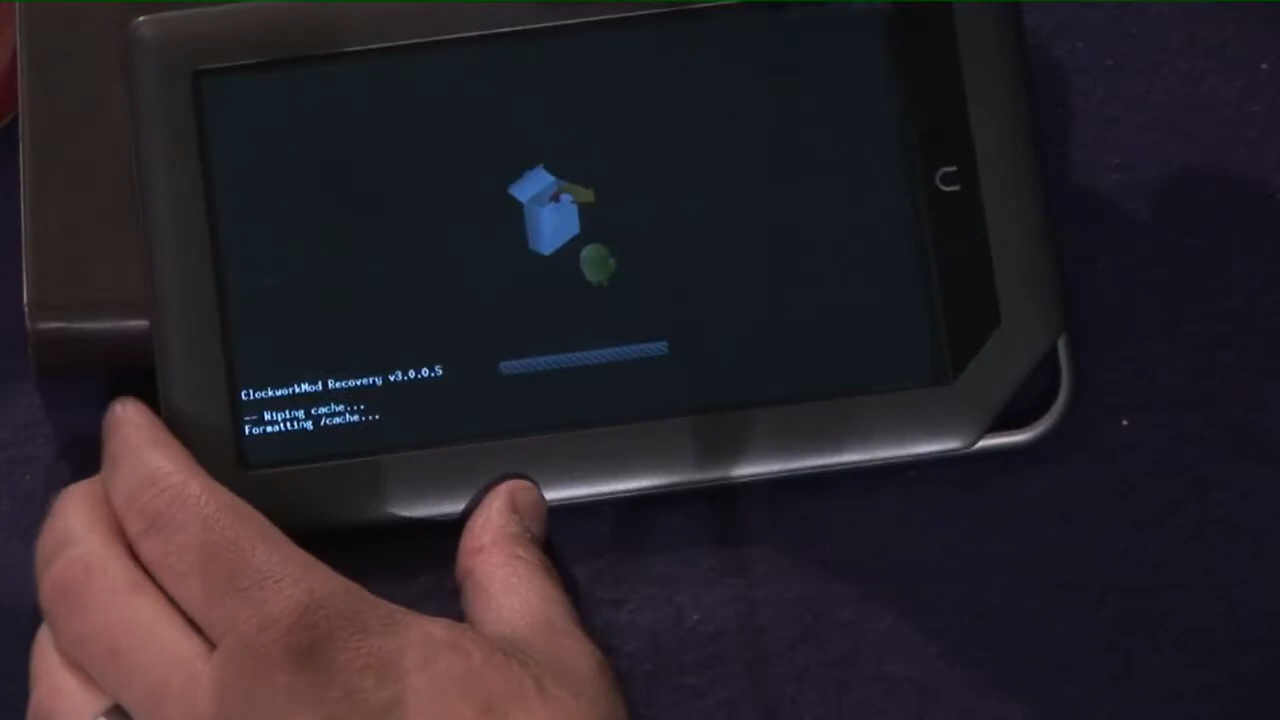 ClockworkMod Recovery v3.0.0.5
-- Wiping cache...
Formatting /cache...